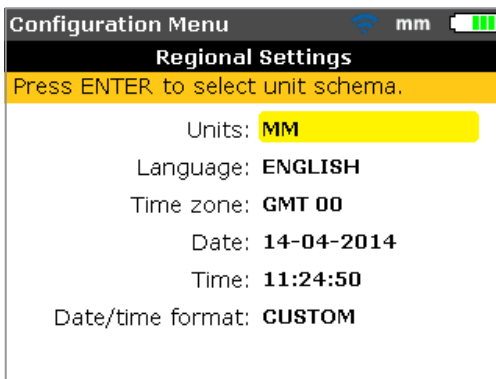 Configuration Menu mm
Regional Settings
Press ENTER to select unit schema.
Units: MM
Language: ENGLISH
Time zone: GMT 00
Date: 14-04-2014
Time: 11:24:50
Date/time format: CUSTOM